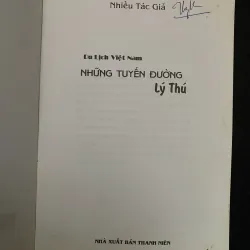 Nhiều Tác Giả
Du Lịch Việt Nam
NHỮNG TUYẾN ĐƯỜNG
Lý Thú
NHÀ XUẤT BẢN THANH NIÊN